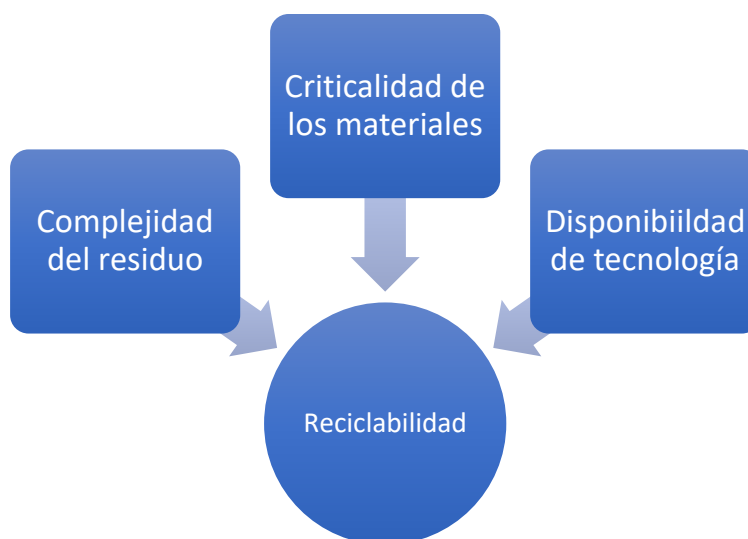 Criticalidad de
los materiales
Complejidad
del residuo
Disponibiildad
de tecnología
Reciclabilidad